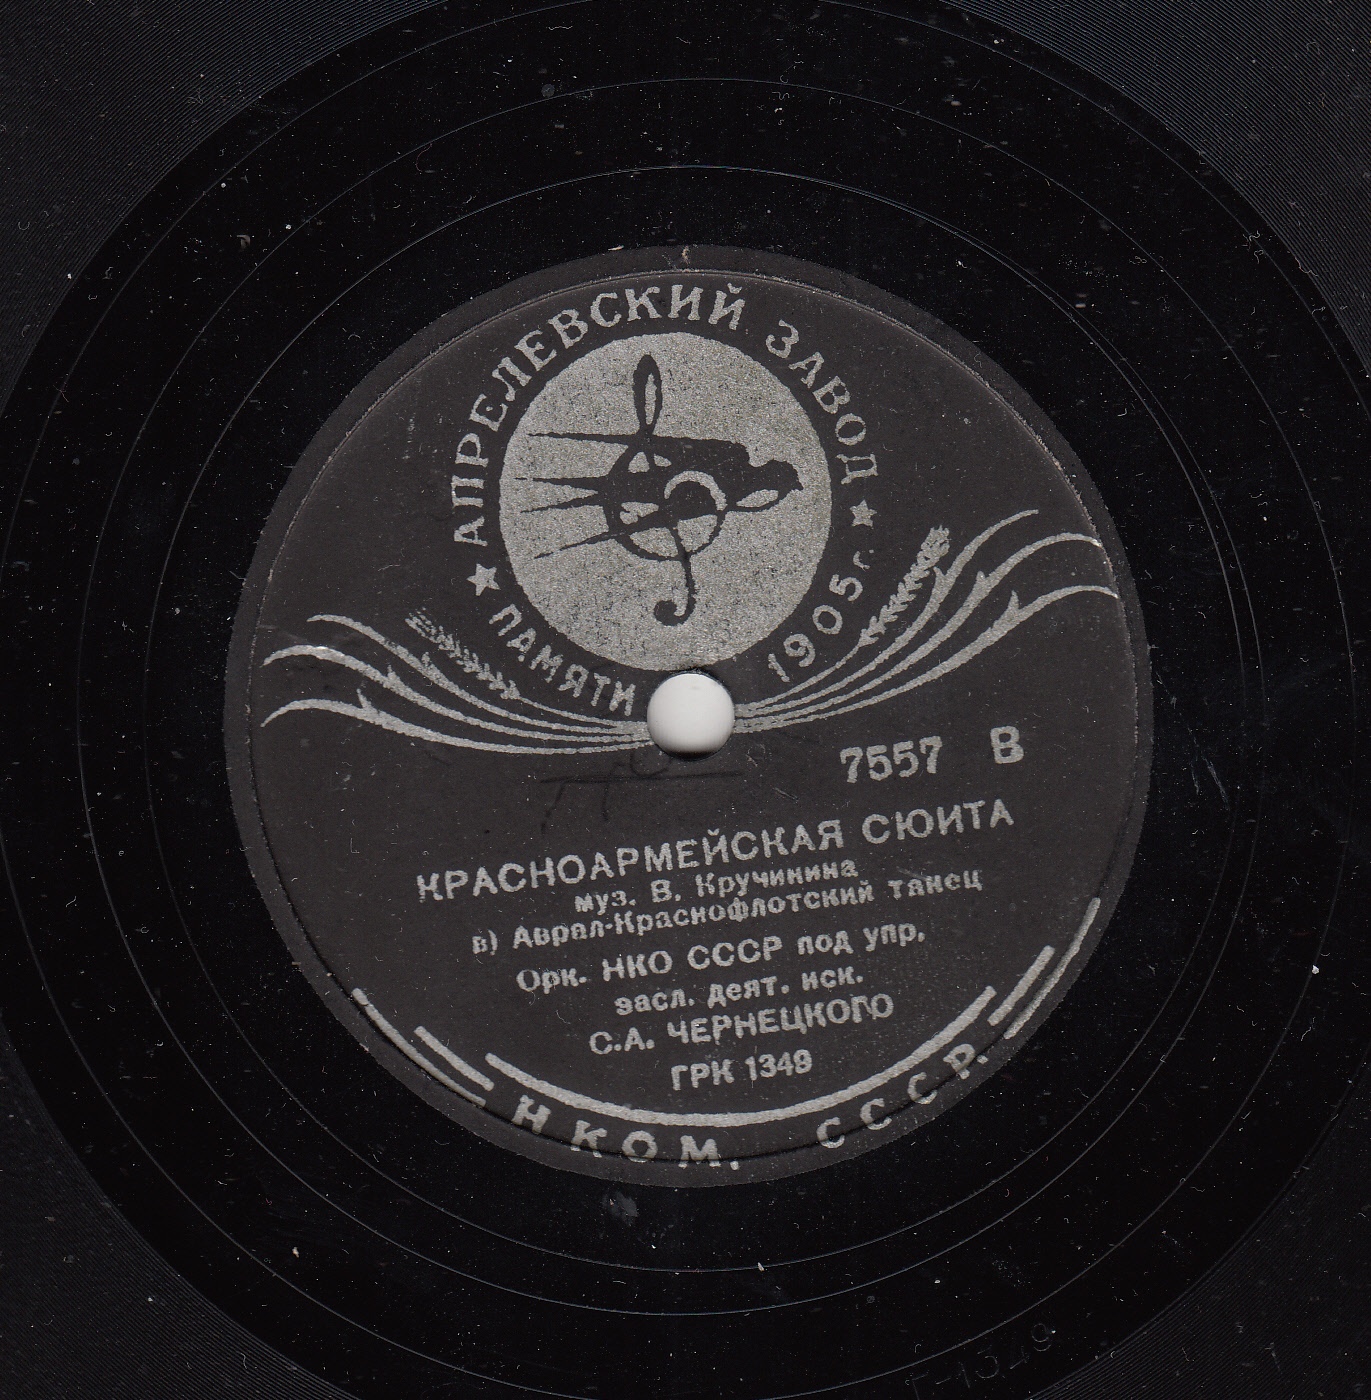 АПРЕЛЕВСКИЙ ЗАВОД
ПАМЯТИ 1905 г.
7557 В
КРАСНОАРМЕЙСКАЯ СЮИТА
муз. В. Кручинина
в) Аврал-Краснофлотский танец
Орк. НКО СССР под упр.
засл. деят. иск.
С.А. ЧЕРНЕЦКОГО
ГРК 1349
НКОМ. СССР.
Г-1349